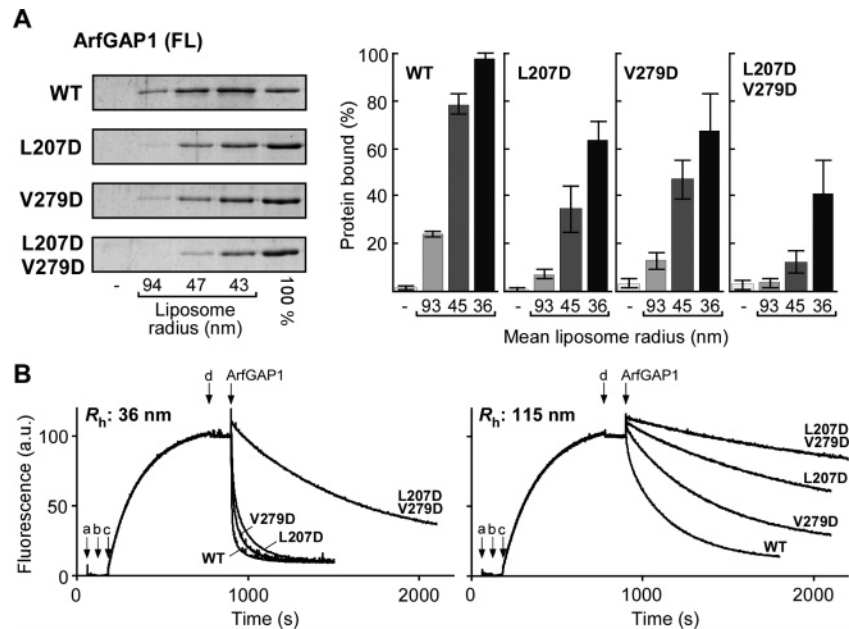 A
ArfGAP1 (FL)
WT
L207D
V279D
L207D
V279D
- 94 47 43 100 %
Liposome
radius (nm)
Protein bound (%)
100
80
60
40
20
WT
L207D
V279D
L207D
V279D
- 93 45 36 - 93 45 36 - 93 45 36 - 93 45 36
Mean liposome radius (nm)
B
Fluorescence (a.u.)
d ArfGAP1
Rh: 36 nm
100
50
0
a b c
L207D
V279D
V279D
L207D
WT
0 1000 2000
Time (s)
d ArfGAP1
Rh: 115 nm
a b c
L207D
V279D
L207D
V279D
WT
1000 2000
Time (s)